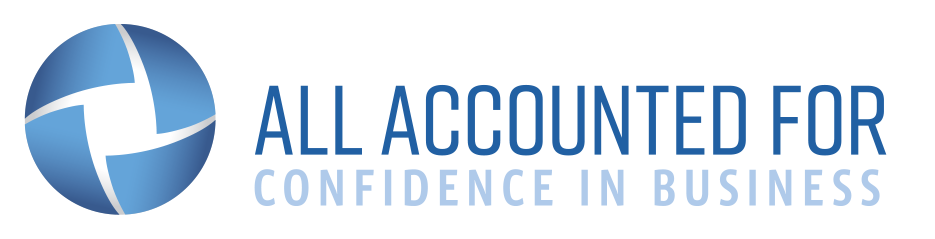 ALL ACCOUNTED FOR
CONFIDENCE IN BUSINESS